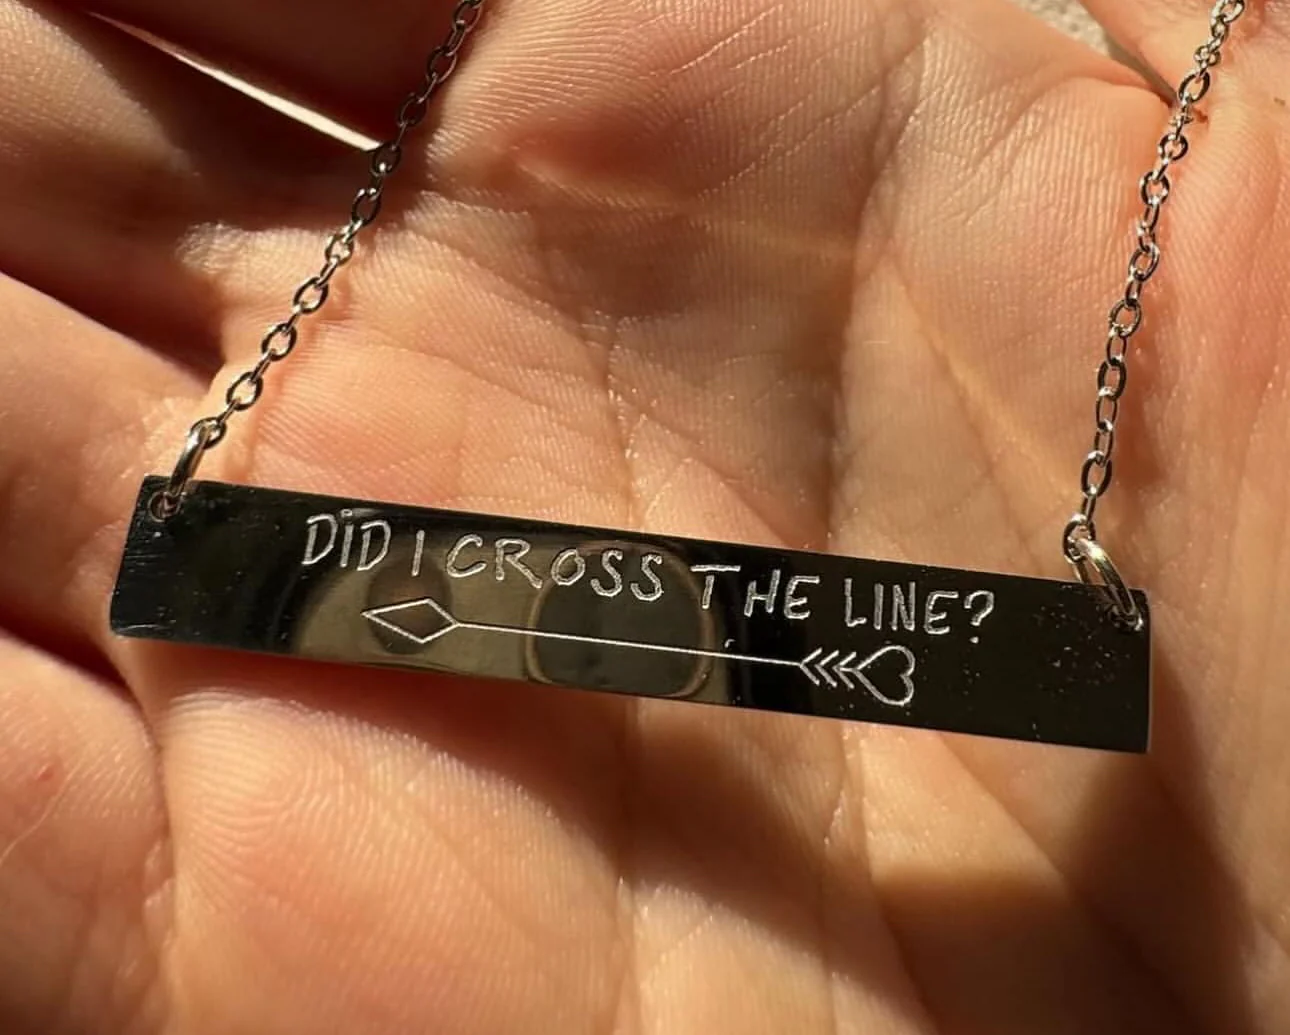 DiD I CROSS THE LINE?